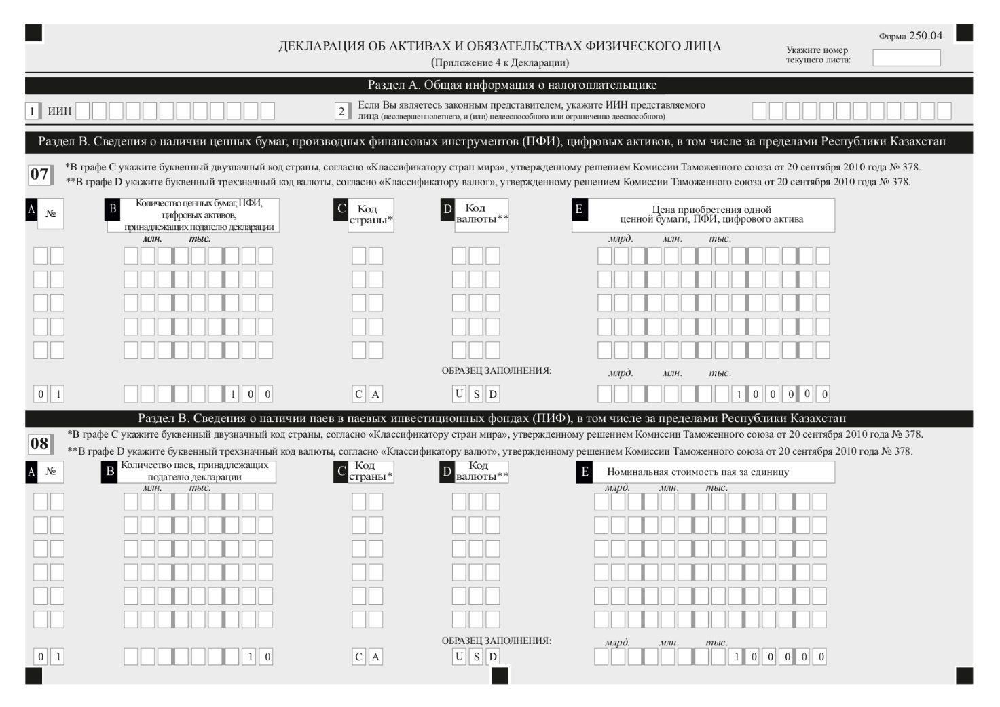 Форма 250.04
ДЕКЛАРАЦИЯ ОБ АКТИВАХ И ОБЯЗАТЕЛЬСТВАХ ФИЗИЧЕСКОГО ЛИЦА
(Приложение 4 к Декларации)
Укажите номер
текущего листа:
Раздел А. Общая информация о налогоплательщике
1 ИИН
2 Если Вы являетесь законным представителем, укажите ИИН представляемого
лица (несовершеннолетнего, и (или) недееспособного или ограниченно дееспособного)
Раздел В. Сведения о наличии ценных бумаг, производных финансовых инструментов (ПФИ), цифровых активов, в том числе за пределами Республики Казахстан
07
*В графе С укажите буквенный двузначный код страны, согласно «Классификатору стран мира», утвержденному решением Комиссии Таможенного союза от 20 сентября 2010 года № 378.
**В графе D укажите буквенный трехзначный код валюты, согласно «Классификатору валют», утвержденному решением Комиссии Таможенного союза от 20 сентября 2010 года № 378.
A №
B Количество ценных бумаг, ПФИ,
цифровых активов,
принадлежащих подателю декларации
C Код
страны*
D Код
валюты**
E Цена приобретения одной
ценной бумаги, ПФИ, цифрового актива
млн. тыс. млрд. млн. тыс.
ОБРАЗЕЦ ЗАПОЛНЕНИЯ: млрд. млн. тыс.
0 1 1 0 0 C A U S D 1 0 0 0 0 0
Раздел В. Сведения о наличии паев в паевых инвестиционных фондах (ПИФ), в том числе за пределами Республики Казахстан
08
*В графе С укажите буквенный двузначный код страны, согласно «Классификатору стран мира», утвержденному решением Комиссии Таможенного союза от 20 сентября 2010 года № 378.
**В графе D укажите буквенный трехзначный код валюты, согласно «Классификатору валют», утвержденному решением Комиссии Таможенного союза от 20 сентября 2010 года № 378.
A №
B Количество паев, принадлежащих
подателю декларации
C Код
страны*
D Код
валюты**
E Номинальная стоимость пая за единицу
млн. тыс. млрд. млн. тыс.
ОБРАЗЕЦ ЗАПОЛНЕНИЯ: млрд. млн. тыс.
0 1 1 0 C A U S D 1 0 0 0 0 0